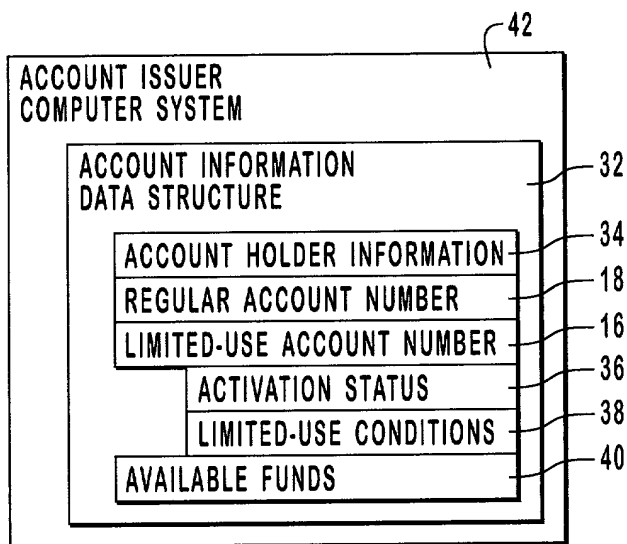 42
ACCOUNT ISSUER
COMPUTER SYSTEM
ACCOUNT INFORMATION
DATA STRUCTURE
32
ACCOUNT HOLDER INFORMATION
34
REGULAR ACCOUNT NUMBER
18
LIMITED-USE ACCOUNT NUMBER
16
ACTIVATION STATUS
36
LIMITED-USE CONDITIONS
38
AVAILABLE FUNDS
40